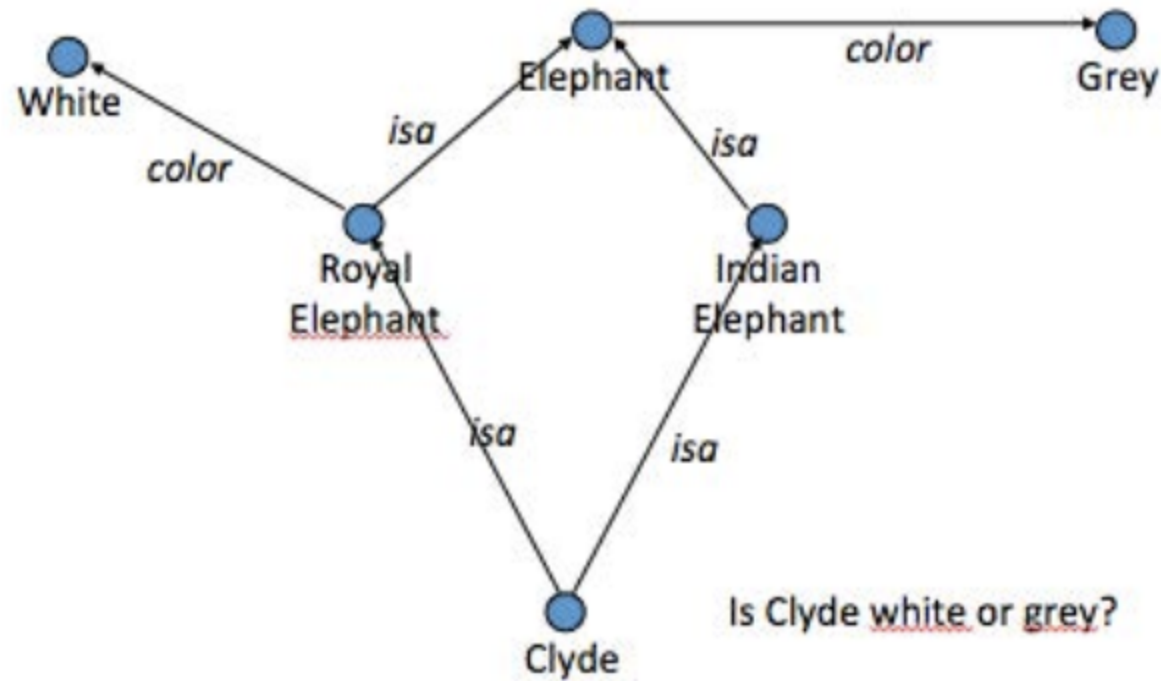 White
Elephant
color
Grey
isa
isa
color
Royal
Elephant
Indian
Elephant
isa
isa
Is Clyde white or grey?
Clyde